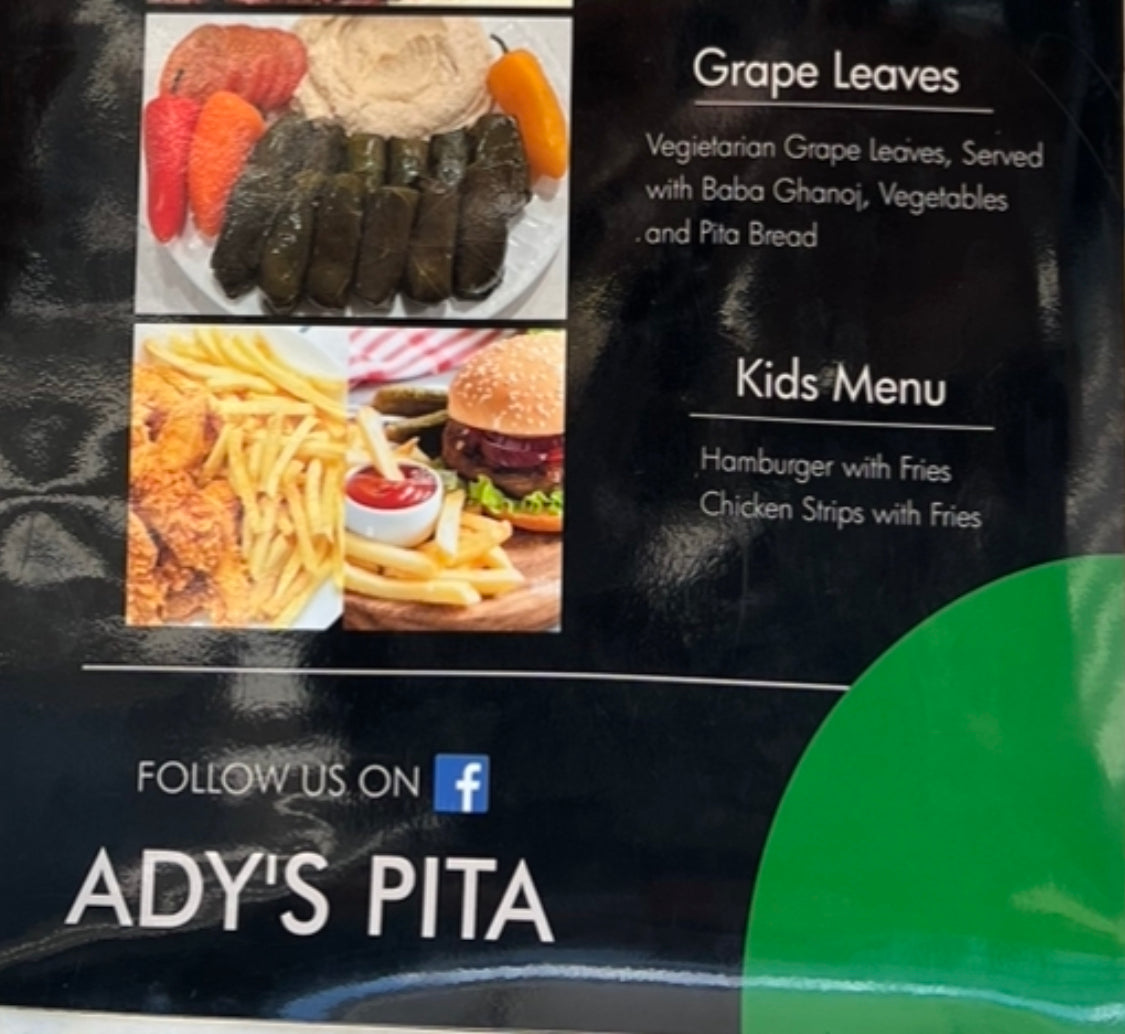 Grape Leaves
Vegietarian Grape Leaves, Served
with Baba Ghanoj, Vegetables
and Pita Bread
Kids Menu
Hamburger with Fries
Chicken Strips with Fries
FOLLOW US ON f
ADY'S PITA